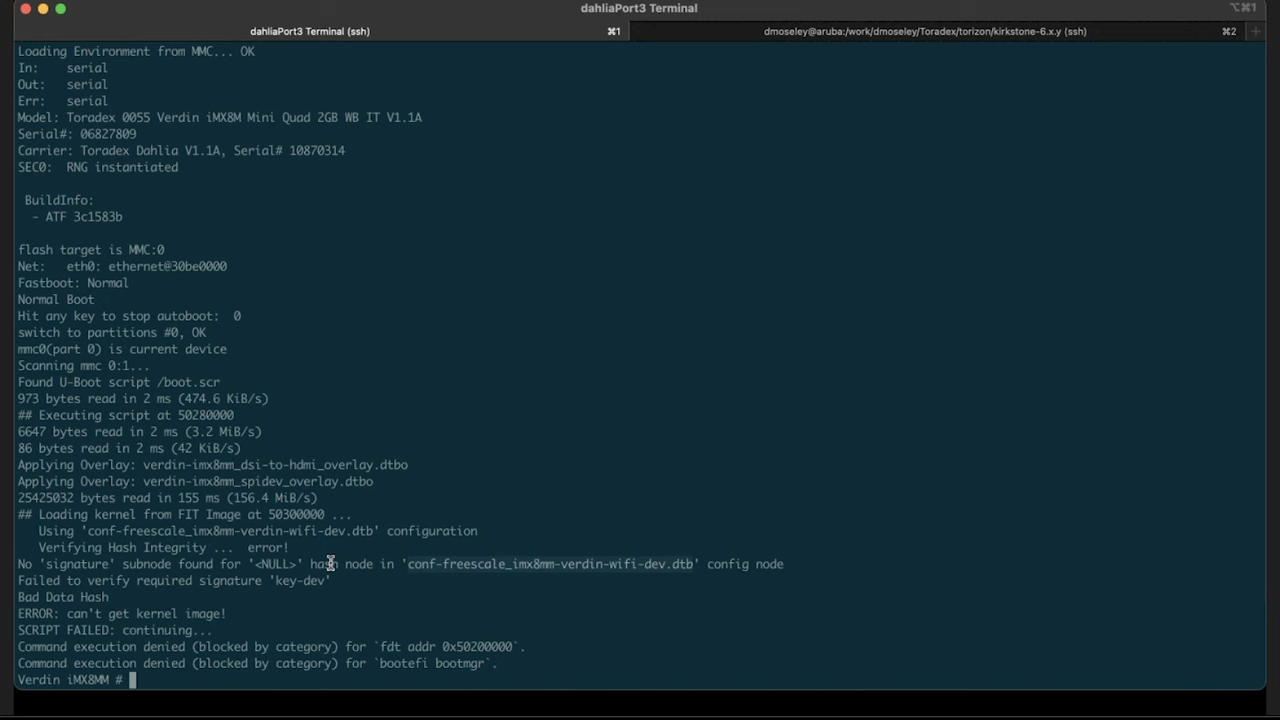 dahliaPort3 Terminal
⌥⌘1
dahliaPort3 Terminal (ssh)
⌘1
dmoseley@aruba:/work/dmoseley/Toradex/torizon/kirkstone-6.x.y (ssh)
⌘2
+
Loading Environment from MMC... OK
In:    serial
Out:   serial
Err:   serial
Model: Toradex 0055 Verdin iMX8M Mini Quad 2GB WB IT V1.1A
Serial#: 06827809
Carrier: Toradex Dahlia V1.1A, Serial# 10870314
SEC0:  RNG instantiated
BuildInfo:
- ATF 3c1583b
flash target is MMC:0
Net:   eth0: ethernet@30be0000
Fastboot: Normal
Normal Boot
Hit any key to stop autoboot:  0
switch to partitions #0, OK
mmc0(part 0) is current device
Scanning mmc 0:1...
Found U-Boot script /boot.scr
973 bytes read in 2 ms (474.6 KiB/s)
## Executing script at 50280000
6647 bytes read in 2 ms (3.2 MiB/s)
86 bytes read in 2 ms (42 KiB/s)
Applying Overlay: verdin-imx8mm_dsi-to-hdmi_overlay.dtbo
Applying Overlay: verdin-imx8mm_spidev_overlay.dtbo
25425032 bytes read in 155 ms (156.4 MiB/s)
## Loading kernel from FIT Image at 50300000 ...
Using 'conf-freescale_imx8mm-verdin-wifi-dev.dtb' configuration
Verifying Hash Integrity ...  error!
No 'signature' subnode found for '<NULL>' hash node in 'conf-freescale_imx8mm-verdin-wifi-dev.dtb' config node
Failed to verify required signature 'key-dev'
Bad Data Hash
ERROR: can't get kernel image!
SCRIPT FAILED: continuing...
Command execution denied (blocked by category) for `fdt addr 0x50200000`.
Command execution denied (blocked by category) for `bootefi bootmgr`.
Verdin iMX8MM #